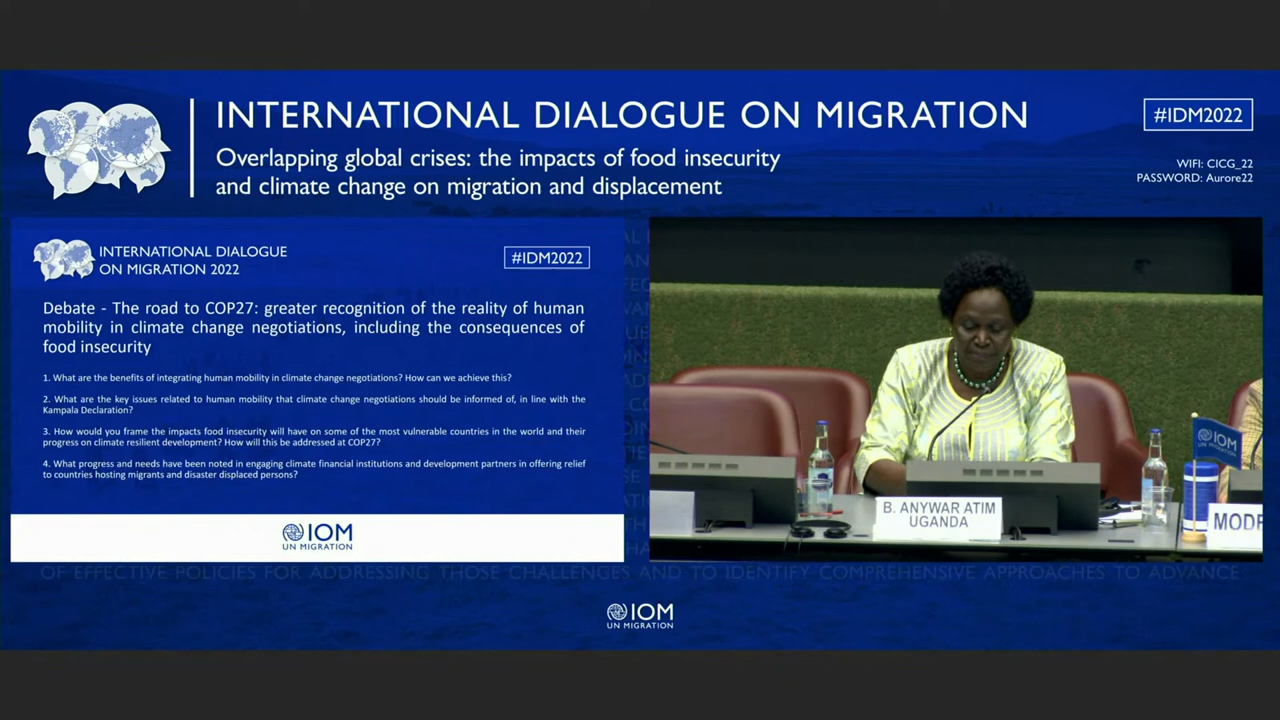 INTERNATIONAL DIALOGUE ON MIGRATION
Overlapping global crises: the impacts of food insecurity
and climate change on migration and displacement
#IDM2022
WIFI: CICG_22
PASSWORD: Aurore22
INTERNATIONAL DIALOGUE
ON MIGRATION 2022
#IDM2022
Debate - The road to COP27: greater recognition of the reality of human
mobility in climate change negotiations, including the consequences of
food insecurity
1. What are the benefits of integrating human mobility in climate change negotiations? How can we achieve this?
2. What are the key issues related to human mobility that climate change negotiations should be informed of, in line with the
Kampala Declaration?
3. How would you frame the impacts food insecurity will have on some of the most vulnerable countries in the world and their
progress on climate resilient development? How will this be addressed at COP27?
4. What progress and needs have been noted in engaging climate financial institutions and development partners in offering relief
to countries hosting migrants and disaster displaced persons?
IOM
UN MIGRATION
B. ANYWAR ATIM
UGANDA
IOM
UN MIGRATION
MODE
OF EFFECTIVE POLICIES FOR ADDRESSING THOSE CHALLENGES AND TO IDENTIFY COMPREHENSIVE APPROACHES TO ADVANCE
IOM
UN MIGRATION